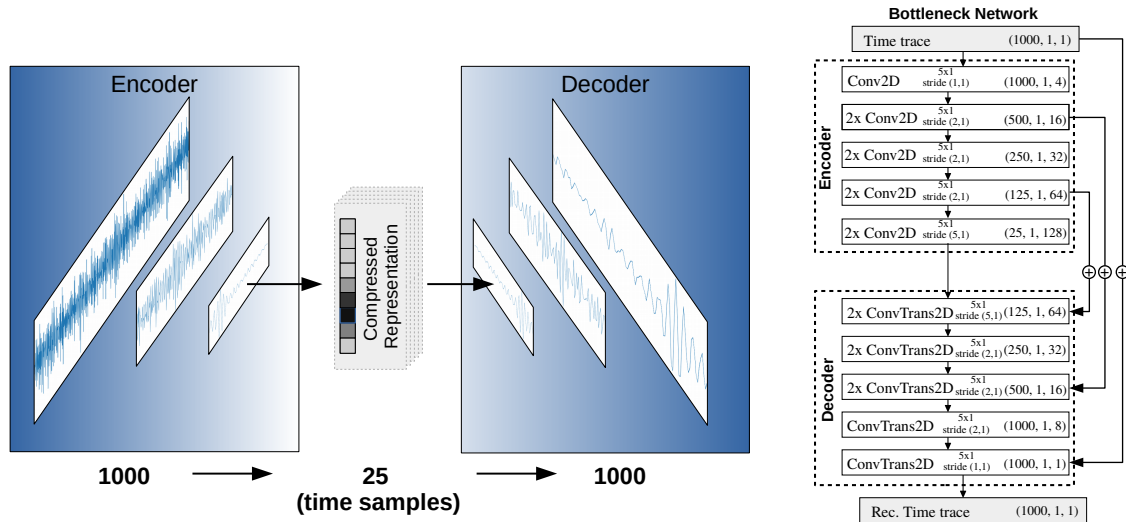 Encoder
Decoder
Compressed
Representation
1000
25
1000
(time samples)
Bottleneck Network
Time trace (1000, 1, 1)
Encoder
Conv2D 5x1 stride (1,1) (1000, 1, 4)
2x Conv2D 5x1 stride (2,1) (500, 1, 16)
2x Conv2D 5x1 stride (2,1) (250, 1, 32)
2x Conv2D 5x1 stride (2,1) (125, 1, 64)
2x Conv2D 5x1 stride (5,1) (25, 1, 128)
Decoder
2x ConvTrans2D 5x1 stride (5,1) (125, 1, 64)
2x ConvTrans2D 5x1 stride (2,1) (250, 1, 32)
2x ConvTrans2D 5x1 stride (2,1) (500, 1, 16)
ConvTrans2D 5x1 stride (2,1) (1000, 1, 8)
ConvTrans2D 5x1 stride (1,1) (1000, 1, 1)
Rec. Time trace (1000, 1, 1)